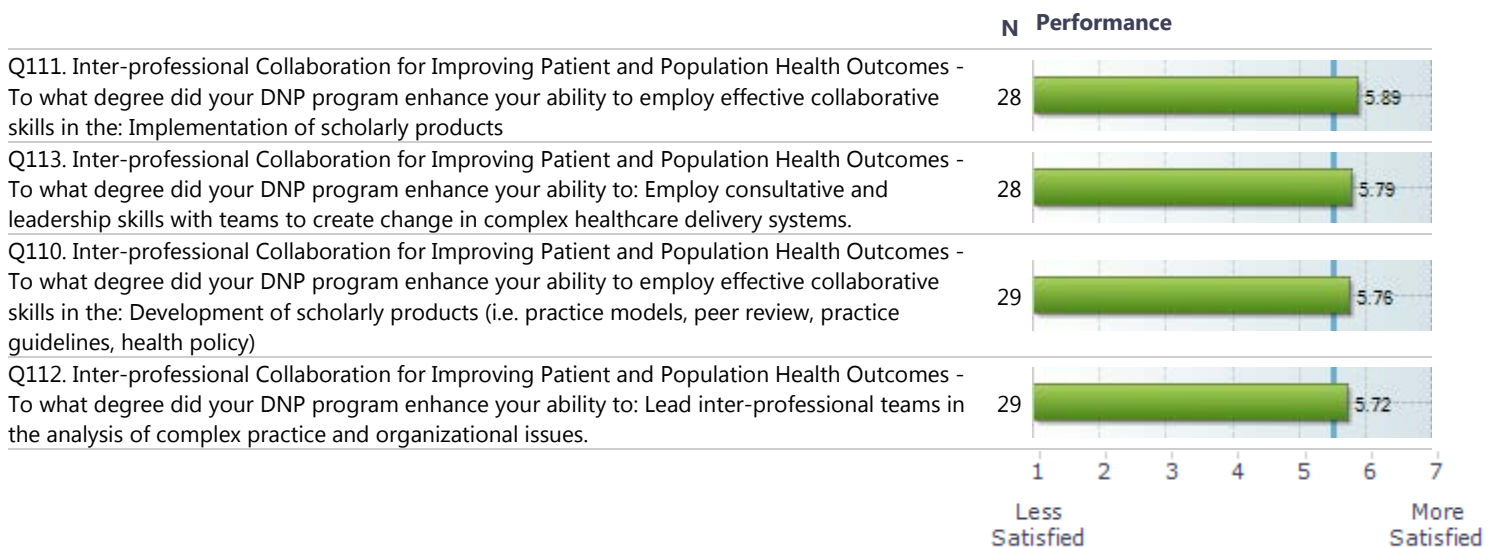 N Performance
Q111. Inter-professional Collaboration for Improving Patient and Population Health Outcomes -
To what degree did your DNP program enhance your ability to employ effective collaborative
skills in the: Implementation of scholarly products
28
5.89
Q113. Inter-professional Collaboration for Improving Patient and Population Health Outcomes -
To what degree did your DNP program enhance your ability to: Employ consultative and
leadership skills with teams to create change in complex healthcare delivery systems.
28
5.79
Q110. Inter-professional Collaboration for Improving Patient and Population Health Outcomes -
To what degree did your DNP program enhance your ability to employ effective collaborative
skills in the: Development of scholarly products (i.e. practice models, peer review, practice
guidelines, health policy)
29
5.76
Q112. Inter-professional Collaboration for Improving Patient and Population Health Outcomes -
To what degree did your DNP program enhance your ability to: Lead inter-professional teams in
the analysis of complex practice and organizational issues.
29
5.72
1 2 3 4 5 6 7
Less Satisfied
More Satisfied